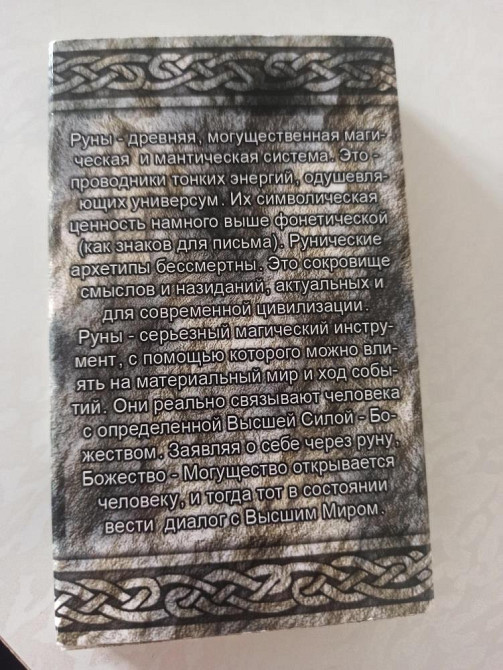 Руны - древняя, могущественная маги-
ческая и мантическая система. Это -
проводники тонких энергий, одушевля-
ющих универсум. Их символическая
ценность намного выше фонетической
(как знаков для письма). Рунические
архетипы бессмертны. Это сокровище
смыслов и назиданий, актуальных и
для современной цивилизации.
Руны - серьезный магический инстру-
мент, с помощью которого можно вли-
ять на материальный мир и ход собы-
тий. Они реально связывают человека
с определенной Высшей Силой - Бо-
жеством. Заявляя о себе через руну,
Божество - Могущество открывается
человеку, и тогда тот в состоянии
вести диалог с Высшим Миром.